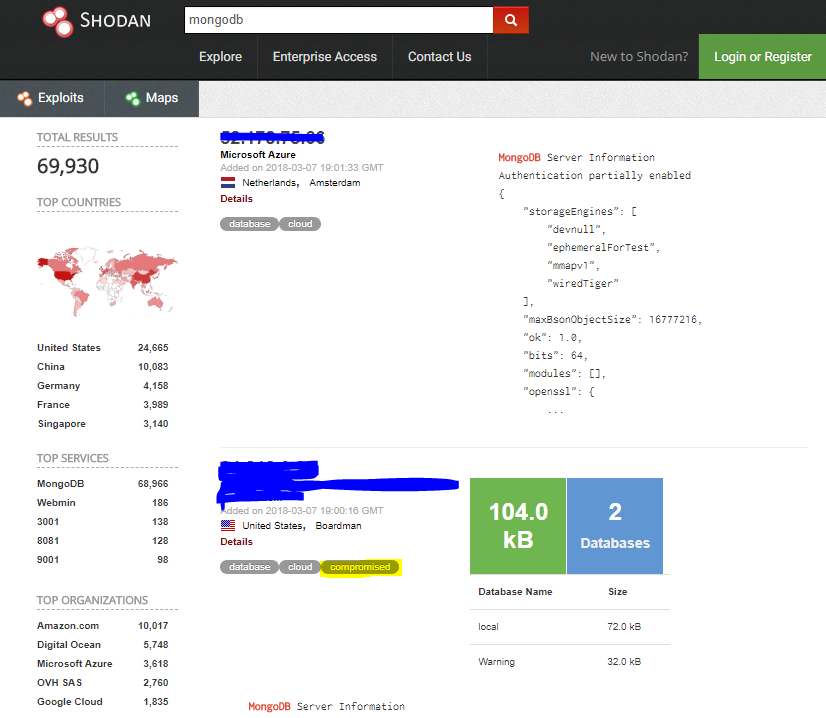 SHODAN
mongodb
Explore
Enterprise Access
Contact Us
New to Shodan?
Login or Register
Exploits
Maps
TOTAL RESULTS
69,930
TOP COUNTRIES
United States 24,665
China 10,083
Germany 4,158
France 3,989
Singapore 3,140
TOP SERVICES
MongoDB 68,966
Webmin 186
3001 138
8081 128
9001 98
TOP ORGANIZATIONS
Amazon.com 10,017
Digital Ocean 5,748
Microsoft Azure 3,618
OVH SAS 2,760
Google Cloud 1,835
Microsoft Azure
Added on 2018-03-07 19:01:33 GMT
Netherlands, Amsterdam
Details
database cloud
MongoDB Server Information
Authentication partially enabled
{
"storageEngines": [
"devnull",
"ephemeralForTest",
"mmapv1",
"wiredTiger"
],
"maxBsonObjectSize": 16777216,
"ok": 1.0,
"bits": 64,
"modules": [],
"openssl": {
...
Added on 2018-03-07 19:00:16 GMT
United States, Boardman
Details
database cloud compromised
104.0
kB
2
Databases
Database Name Size
local 72.0 kB
Warning 32.0 kB
MongoDB Server Information